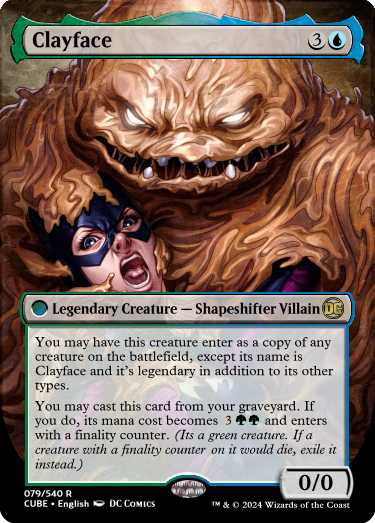 Clayface 3
Legendary Creature — Shapeshifter Villain DC
You may have this creature enter as a copy of any
creature on the battlefield, except its name is
Clayface and it's legendary in addition to its other
types.
You may cast this card from your graveyard. If
you do, its mana cost becomes 3 and enters
with a finality counter. (Its a green creature. If a
creature with a finality counter on it would die, exile it
instead.)
0/0
079/540 R
CUBE • English DC COMICS
™ & © 2024 Wizards of the Coast